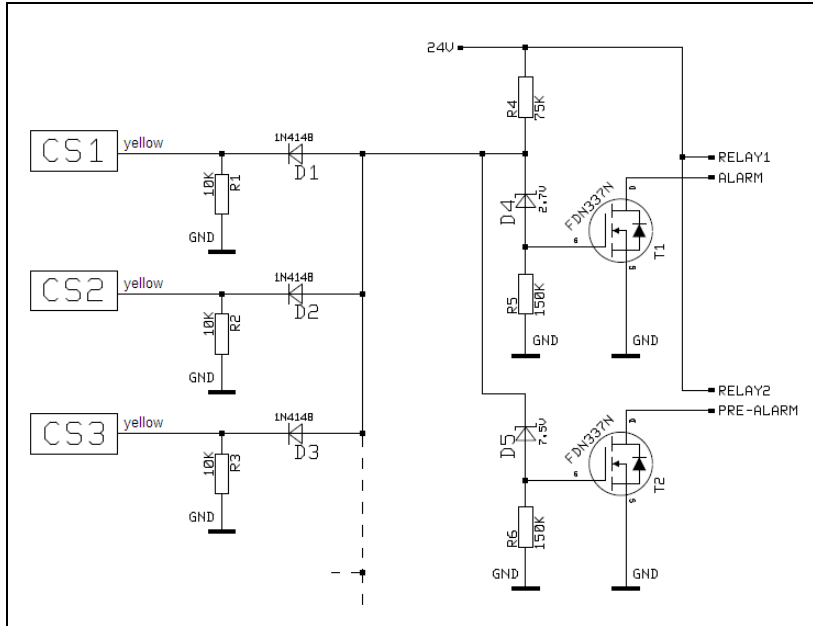 24V
R4
75K
CS1
yellow
1N4148
D1
10K
R1
GND
RELAY1
ALARM
D4
2.7V
FDN337N
D
G
S
T1
CS2
yellow
1N4148
D2
10K
R2
GND
R5
150K
GND
GND
RELAY2
PRE-ALARM
CS3
yellow
1N4148
D3
10K
R3
GND
D5
7.5V
FDN337N
G
S
T2
R6
150K
GND
GND